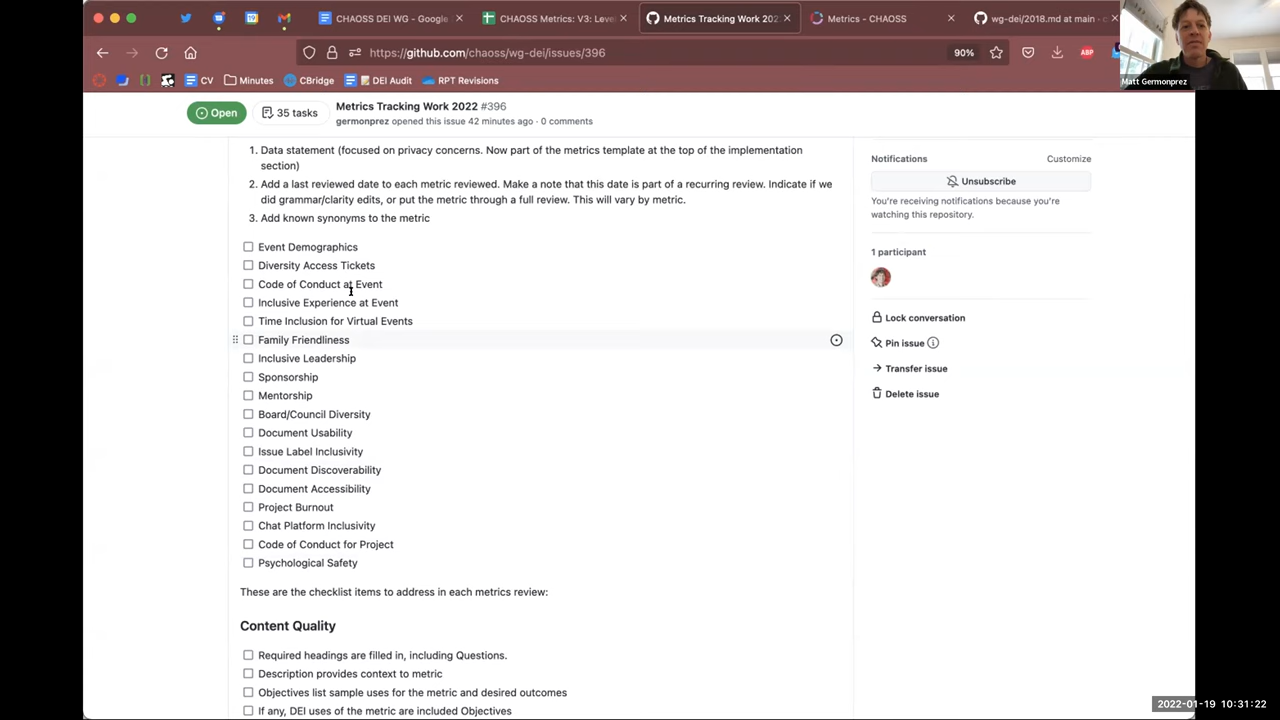 CHAOSS DEI WG - Google
CHAOSS Metrics: V3: Level
Metrics Tracking Work 202
Metrics - CHAOSS
wg-dei/2018.md at main · c
https://github.com/chaoss/wg-dei/issues/396
90%
ABP
CV
Minutes
CBridge
DEI Audit
RPT Revisions
Matt Germonprez
Open
35 tasks
Metrics Tracking Work 2022 #396
germonprez opened this issue 42 minutes ago · 0 comments
1. Data statement (focused on privacy concerns. Now part of the metrics template at the top of the implementation
section)
2. Add a last reviewed date to each metric reviewed. Make a note that this date is part of a recurring review. Indicate if we
did grammar/clarity edits, or put the metric through a full review. This will vary by metric.
3. Add known synonyms to the metric
Event Demographics
Diversity Access Tickets
Code of Conduct at Event
Inclusive Experience at Event
Time Inclusion for Virtual Events
Family Friendliness
Inclusive Leadership
Sponsorship
Mentorship
Board/Council Diversity
Document Usability
Issue Label Inclusivity
Document Discoverability
Document Accessibility
Project Burnout
Chat Platform Inclusivity
Code of Conduct for Project
Psychological Safety
These are the checklist items to address in each metrics review:
Content Quality
Required headings are filled in, including Questions.
Description provides context to metric
Objectives list sample uses for the metric and desired outcomes
If any, DEI uses of the metric are included Objectives
Notifications
Customize
Unsubscribe
You're receiving notifications because you're
watching this repository.
1 participant
Lock conversation
Pin issue
Transfer issue
Delete issue
2022-01-19 10:31:22